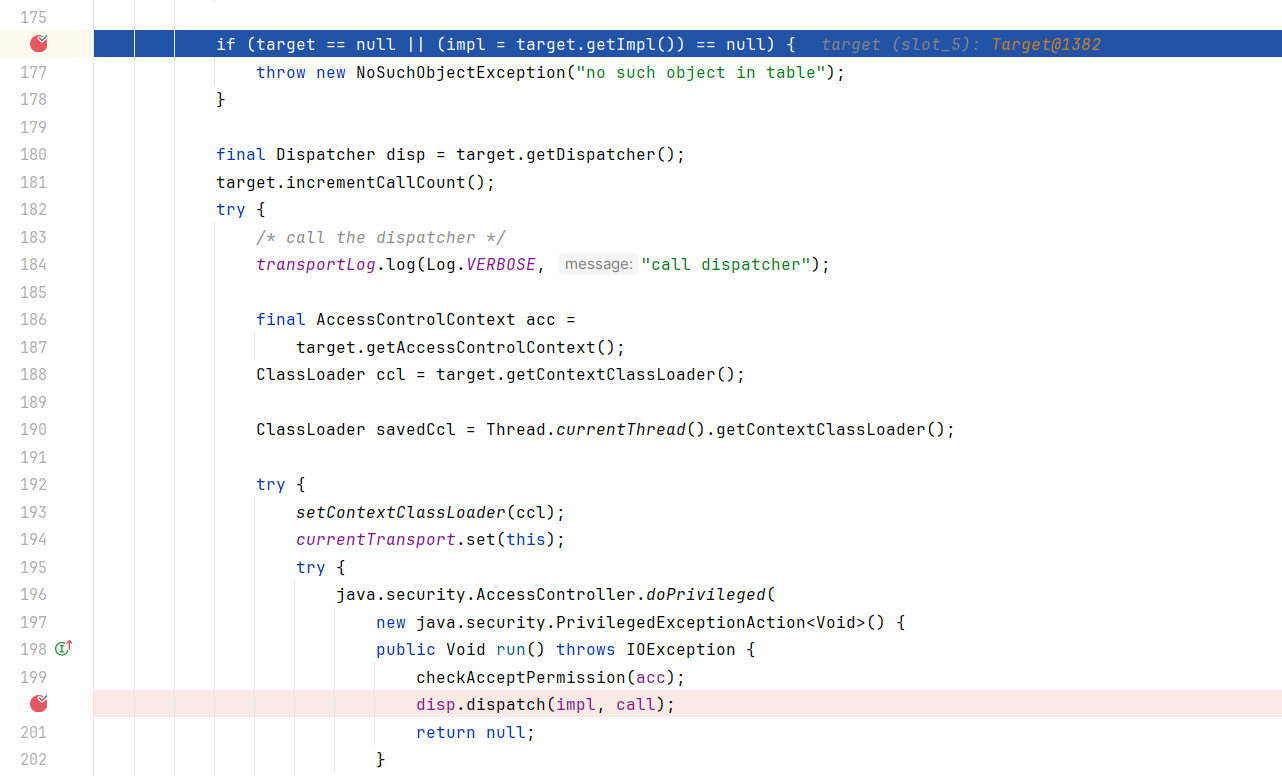 175
if (target == null || (impl = target.getImpl()) == null) { target (slot_5): Target@1382
177 throw new NoSuchObjectException("no such object in table");
178 }
179
180 final Dispatcher disp = target.getDispatcher();
181 target.incrementCallCount();
182 try {
183 /* call the dispatcher */
184 transportLog.log(Log.VERBOSE, message: "call dispatcher");
185
186 final AccessControlContext acc =
187 target.getAccessControlContext();
188 ClassLoader ccl = target.getContextClassLoader();
189
190 ClassLoader savedCcl = Thread.currentThread().getContextClassLoader();
191
192 try {
193 setContextClassLoader(ccl);
194 currentTransport.set(this);
195 try {
196 java.security.AccessController.doPrivileged(
197 new java.security.PrivilegedExceptionAction<Void>() {
198 public Void run() throws IOException {
199 checkAcceptPermission(acc);
disp.dispatch(impl, call);
201 return null;
202 }